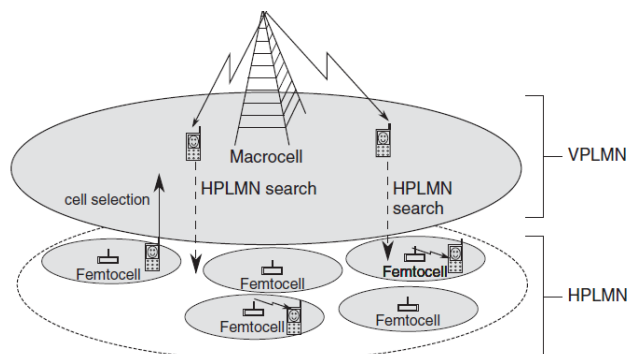 Macrocell
VPLMN
cell selection
HPLMN search
HPLMN
search
Femtocell
Femtocell
Femtocell
HPLMN
Femtocell
Femtocell